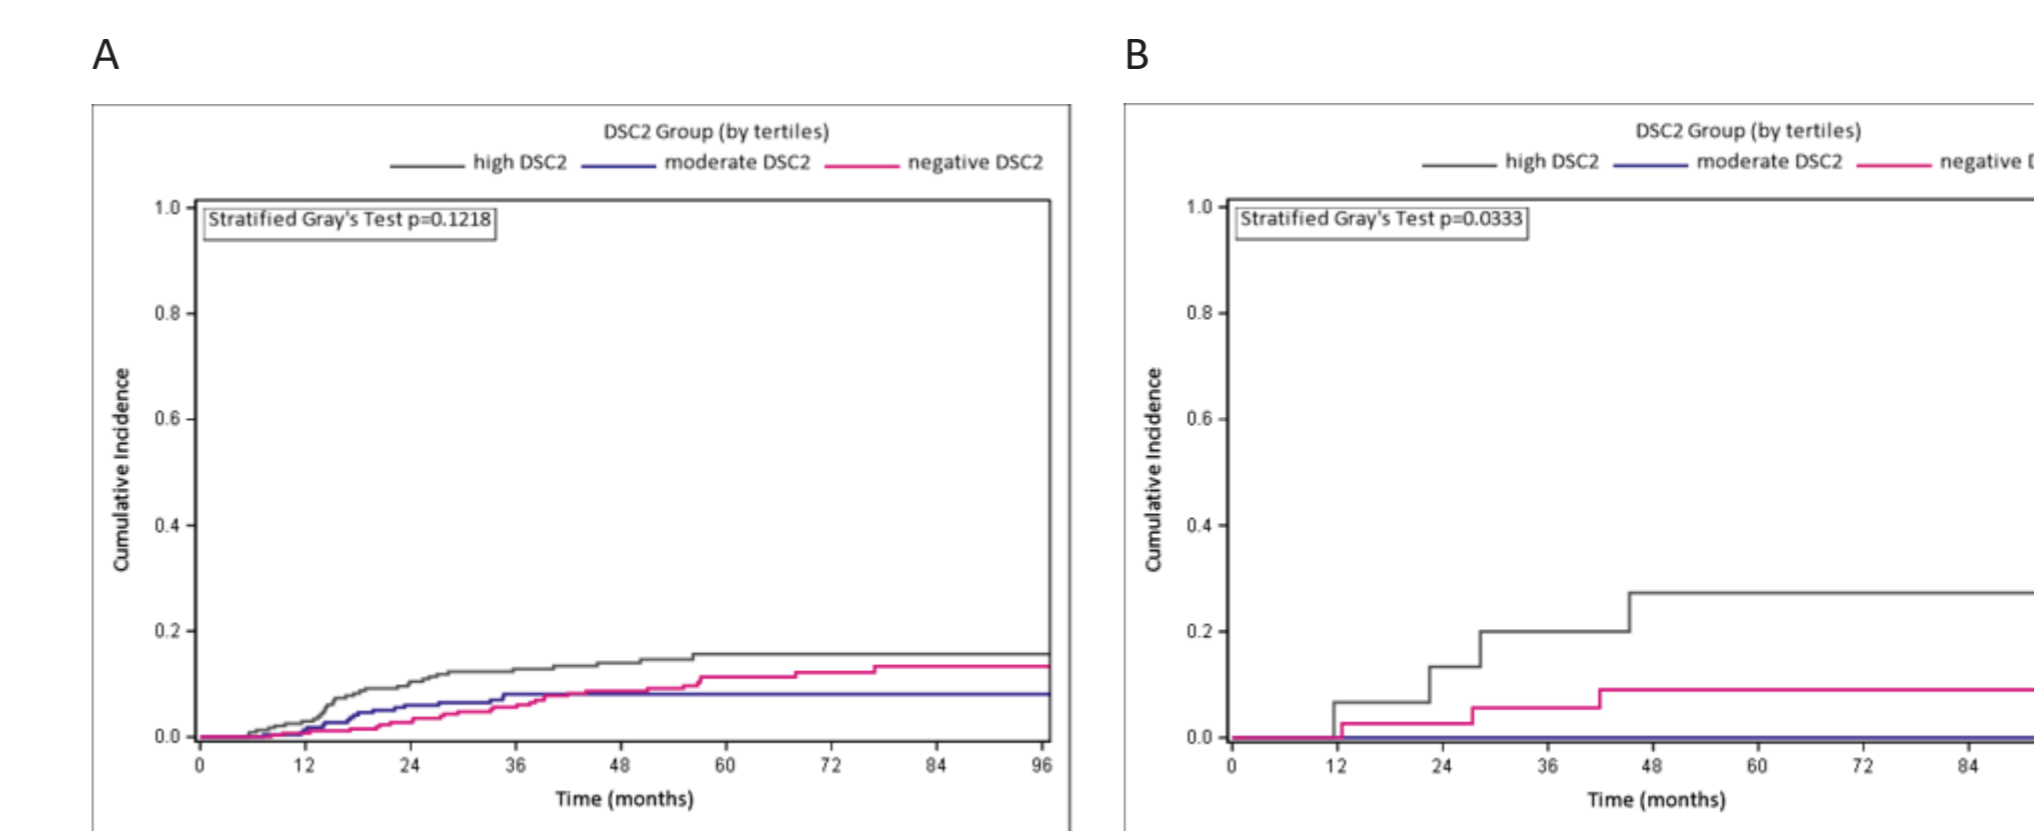 A
DSC2 Group (by tertiles)
high DSC2 moderate DSC2 negative DSC2
Stratified Gray's Test p=0.1218
1.0
0.8
0.6
0.4
0.2
0.0
Cumulative Incidence
0 12 24 36 48 60 72 84 96
Time (months)
B
DSC2 Group (by tertiles)
high DSC2 moderate DSC2 negative
Stratified Gray's Test p=0.0333
1.0
0.8
0.6
0.4
0.2
0.0
Cumulative Incidence
0 12 24 36 48 60 72 84
Time (months)